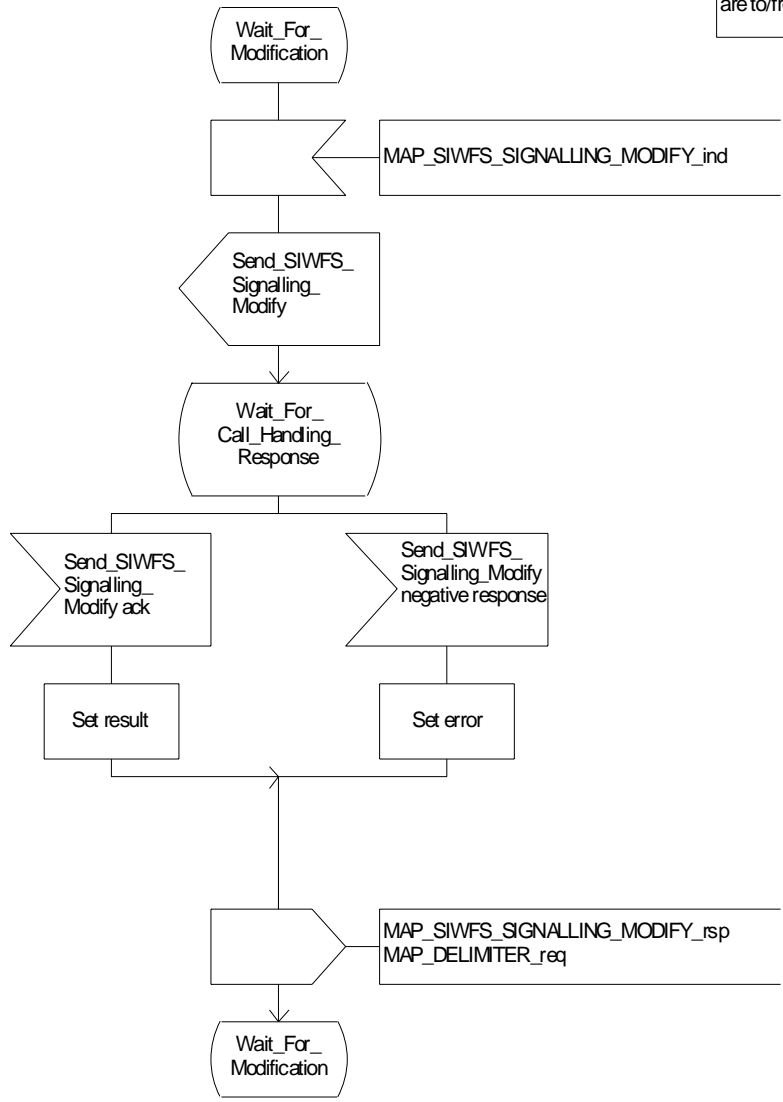 are to/fr
Wait_For_
Modification
MAP_SIWFS_SIGNALLING_MODIFY_ind
Send_SIWFS_
Signalling_
Modify
Wait_For_
Call_Handling_
Response
Send_SIWFS_
Signalling_
Modify ack
Send_SIWFS_
Signalling_Modify
negative response
Set result
Set error
MAP_SIWFS_SIGNALLING_MODIFY_rsp
MAP_DELIMITER_req
Wait_For_
Modification